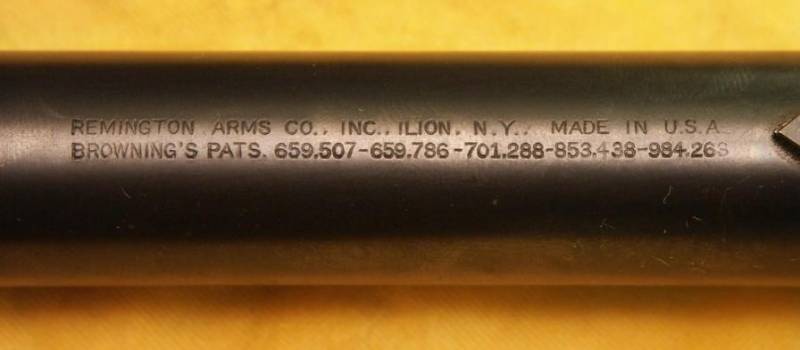 REMINGTON ARMS CO., INC., ILION, N.Y., MADE IN U.S.A.
BROWNING'S PATS. 659,507-659,786-701,288-853,438-984,263